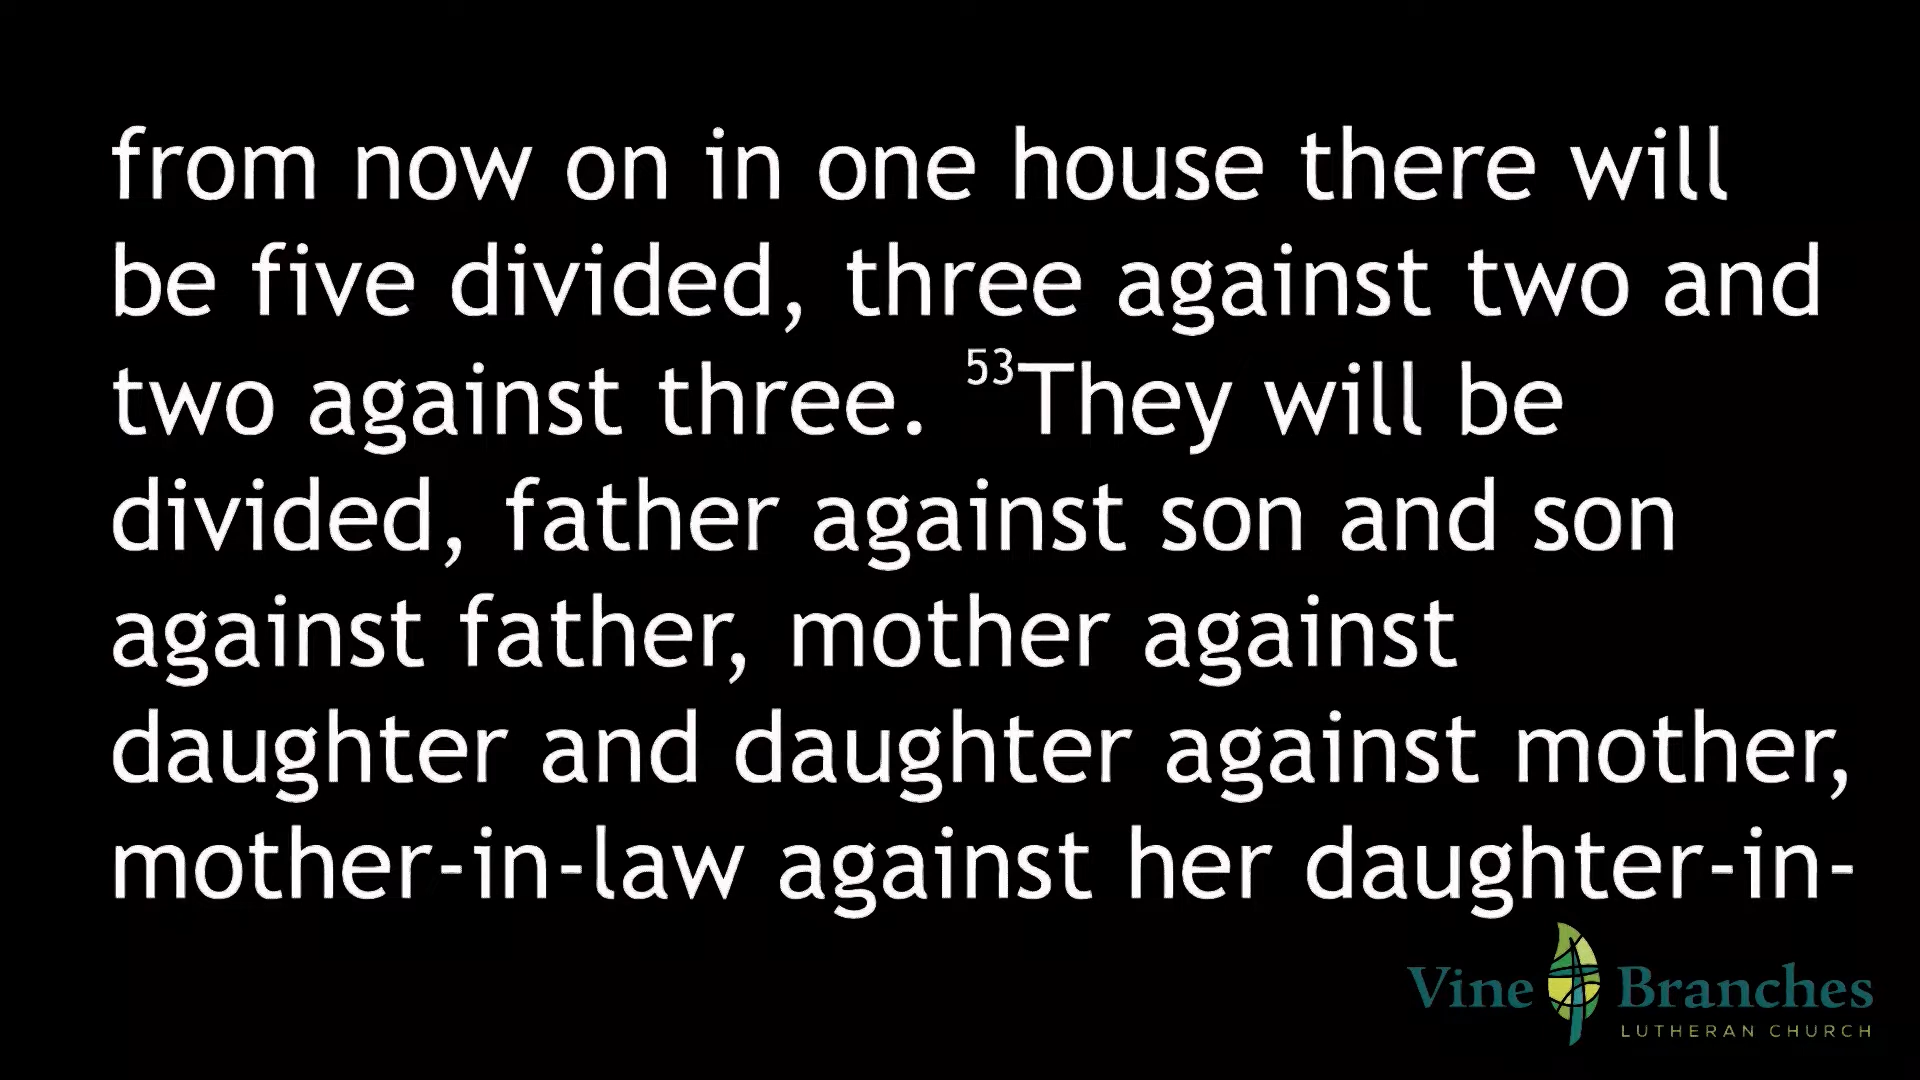 from now on in one house there will
be five divided, three against two and
two against three. ⁵³They will be
divided, father against son and son
against father, mother against
daughter and daughter against mother,
mother-in-law against her daughter-in-
Vine Branches
LUTHERAN CHURCH